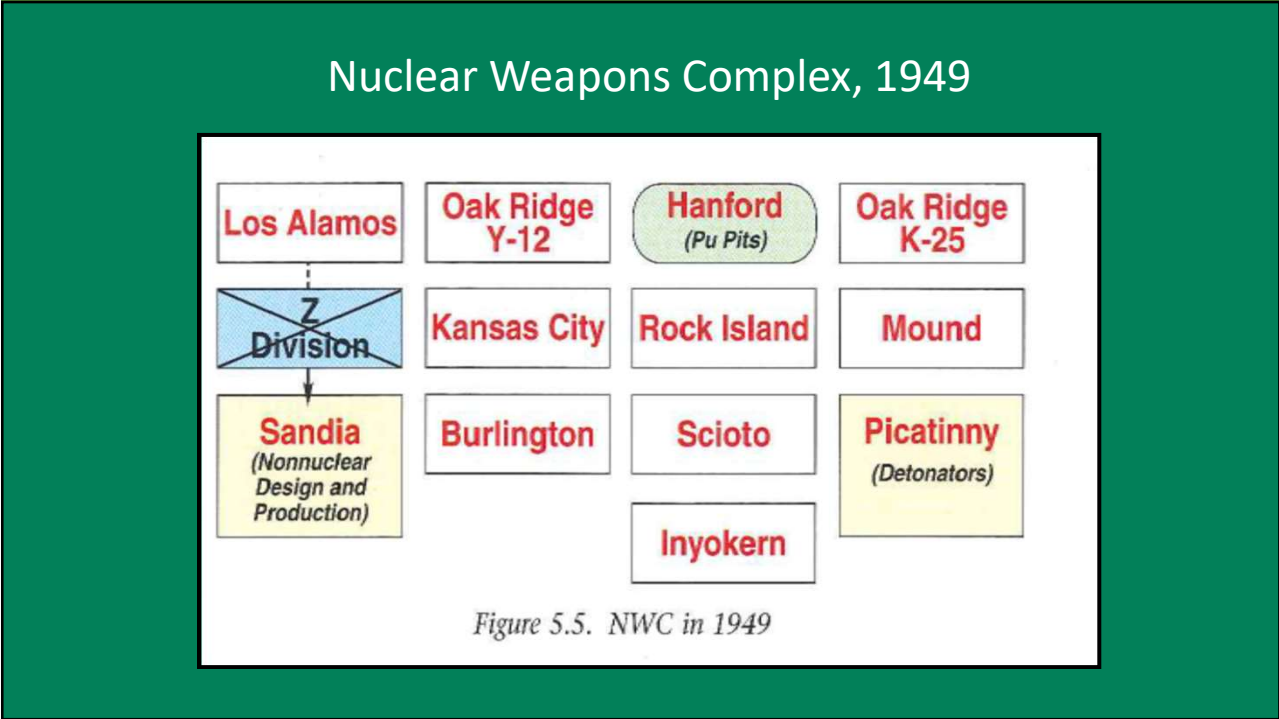 Nuclear Weapons Complex, 1949
Los Alamos
Oak Ridge
Y-12
Hanford
(Pu Pits)
Oak Ridge
K-25
Z
Division
Kansas City
Rock Island
Mound
Sandia
(Nonnuclear
Design and
Production)
Burlington
Scioto
Picatinny
(Detonators)
Inyokern
Figure 5.5. NWC in 1949